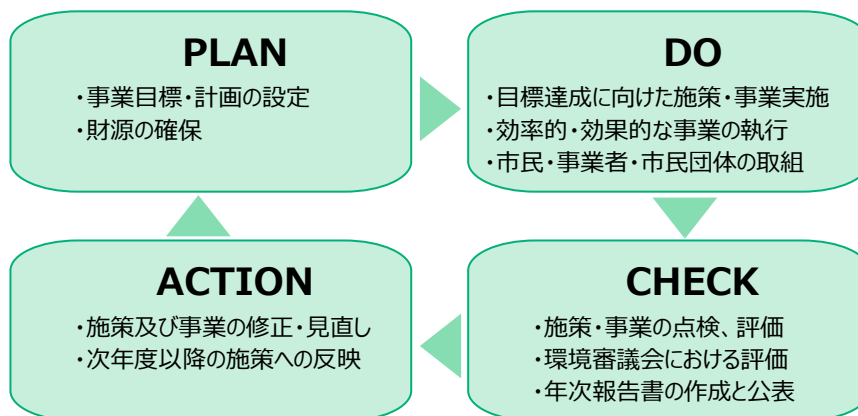 PLAN
・事業目標・計画の設定
・財源の確保
DO
・目標達成に向けた施策・事業実施
・効率的・効果的な事業の執行
・市民・事業者・市民団体の取組
ACTION
・施策及び事業の修正・見直し
・次年度以降の施策への反映
CHECK
・施策・事業の点検、評価
・環境審議会における評価
・年次報告書の作成と公表